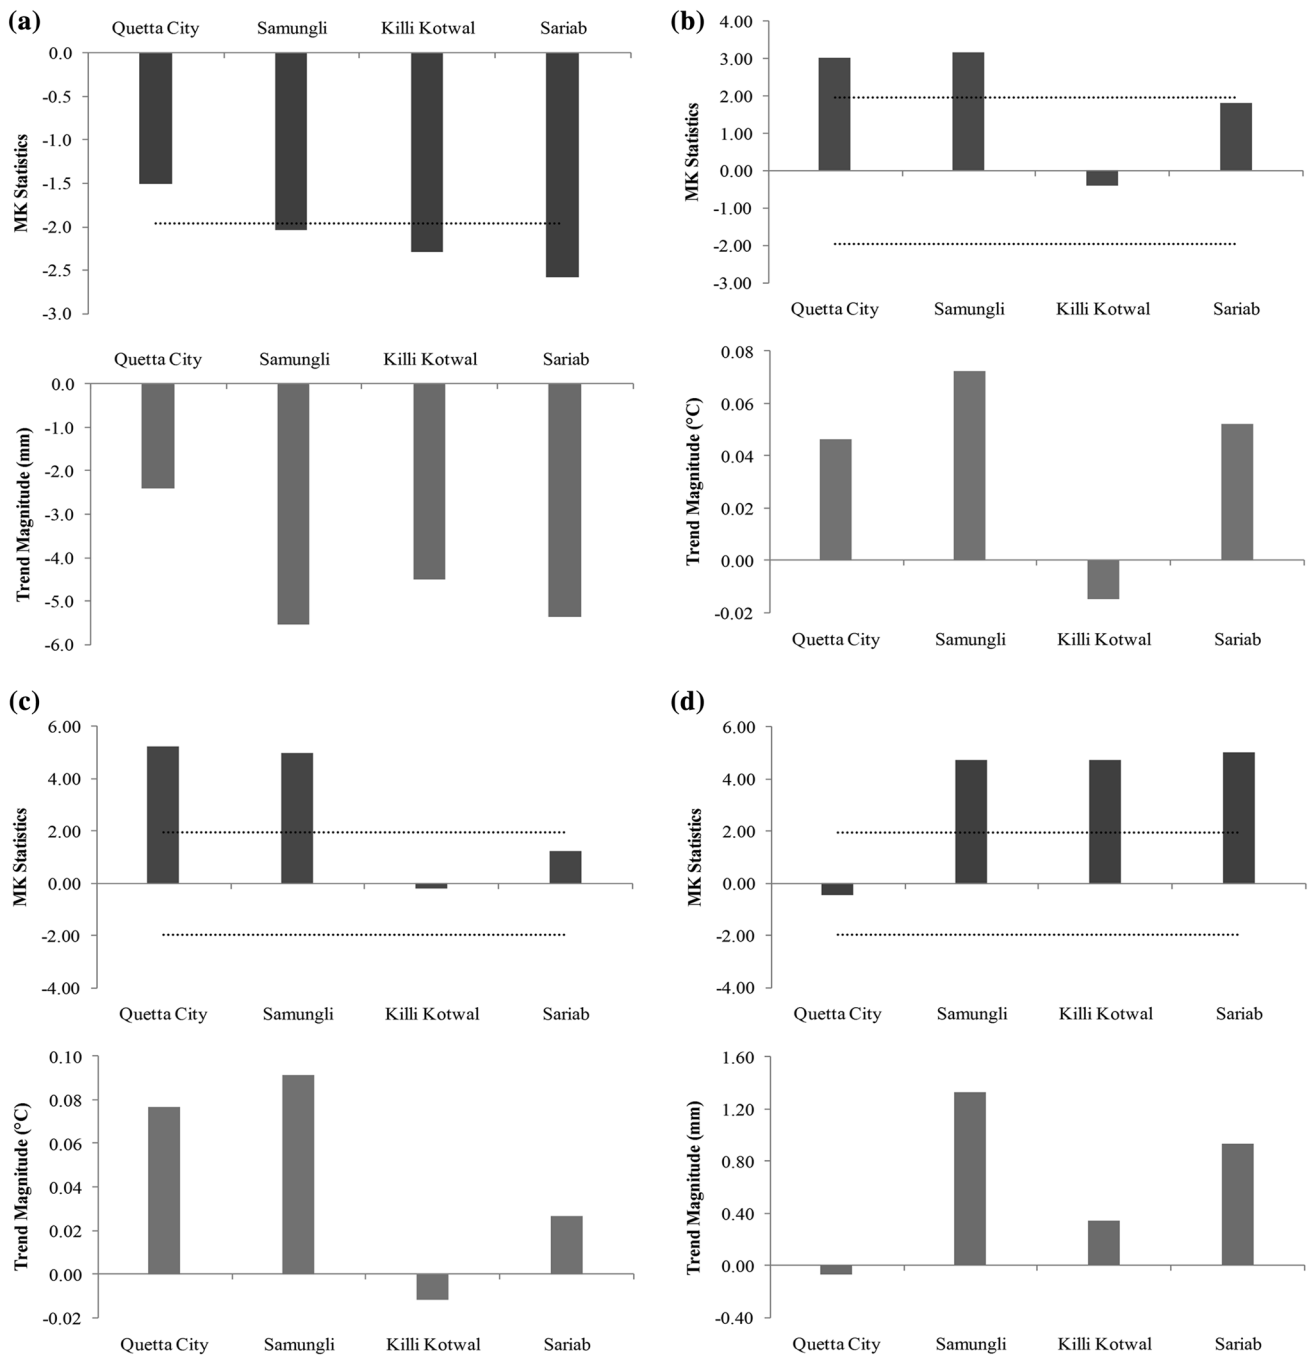 (a)
Quetta City Samungli Killi Kotwal Sariab
0.0
-0.5
-1.0
-1.5
-2.0
-2.5
-3.0
MK Statistics
Quetta City Samungli Killi Kotwal Sariab
0.0
-1.0
-2.0
-3.0
-4.0
-5.0
-6.0
Trend Magnitude (mm)
(b)
4.00
3.00
2.00
1.00
0.00
-1.00
-2.00
-3.00
MK Statistics
Quetta City Samungli Killi Kotwal Sariab
0.08
0.06
0.04
0.02
0.00
-0.02
Trend Magnitude (°C)
Quetta City Samungli Killi Kotwal Sariab
(c)
6.00
4.00
2.00
0.00
-2.00
-4.00
MK Statistics
Quetta City Samungli Killi Kotwal Sariab
0.10
0.08
0.06
0.04
0.02
0.00
-0.02
Trend Magnitude (°C)
Quetta City Samungli Killi Kotwal Sariab
(d)
6.00
4.00
2.00
0.00
-2.00
-4.00
MK Statistics
Quetta City Samungli Killi Kotwal Sariab
1.60
1.20
0.80
0.40
0.00
-0.40
Trend Magnitude (mm)
Quetta City Samungli Killi Kotwal Sariab